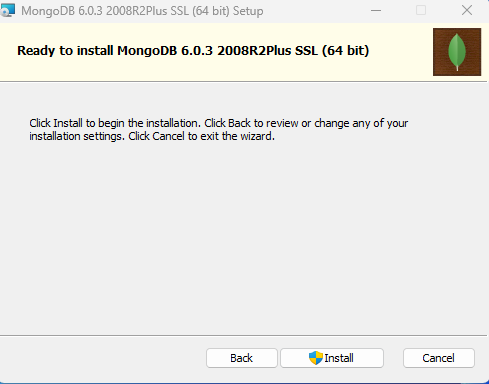 MongoDB 6.0.3 2008R2Plus SSL (64 bit) Setup
Ready to install MongoDB 6.0.3 2008R2Plus SSL (64 bit)
Click Install to begin the installation. Click Back to review or change any of your
installation settings. Click Cancel to exit the wizard.
Back Install Cancel